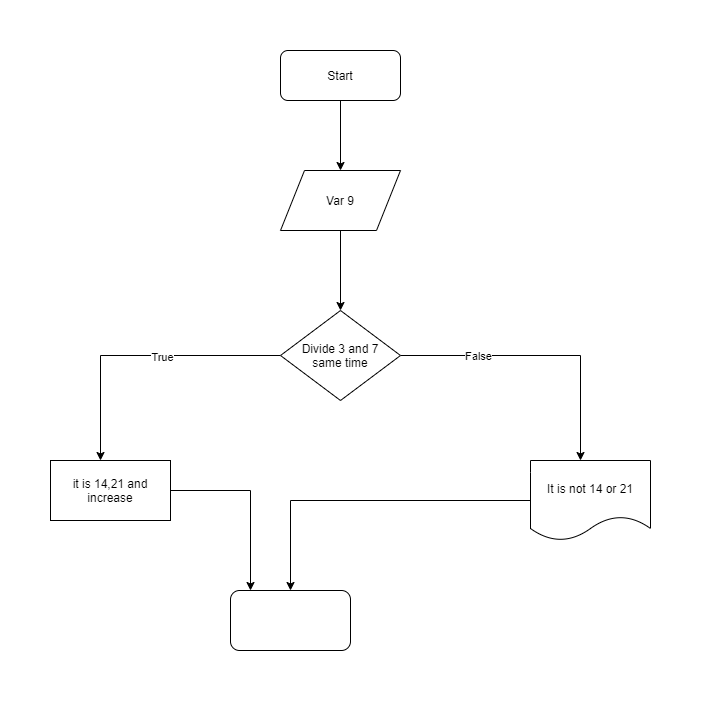 Start
Var 9
Divide 3 and 7
same time
True
False
it is 14,21 and
increase
It is not 14 or 21